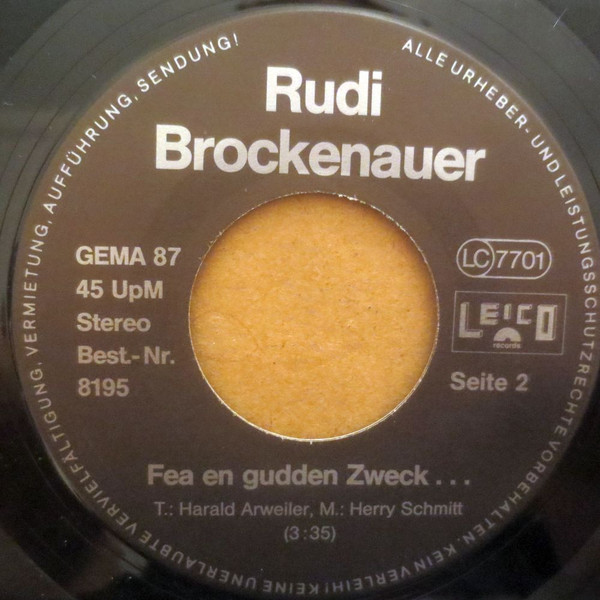 Rudi
Brockenauer
GEMA 87
45 UpM
Stereo
Best.-Nr.
8195
LC 7701
LEICO
records
Seite 2
Fea en gudden Zweck...
T.: Harald Arweiler, M.: Herry Schmitt
(3:35)
ALLE URHEBER- UND LEISTUNGSSCHUTZRECHTE VORBEHALTEN. KEIN VERLEIH! KEINE UNERLAUBTE VERVIELFÄLTIGUNG, VERMIETUNG, AUFFÜHRUNG, SENDUNG!